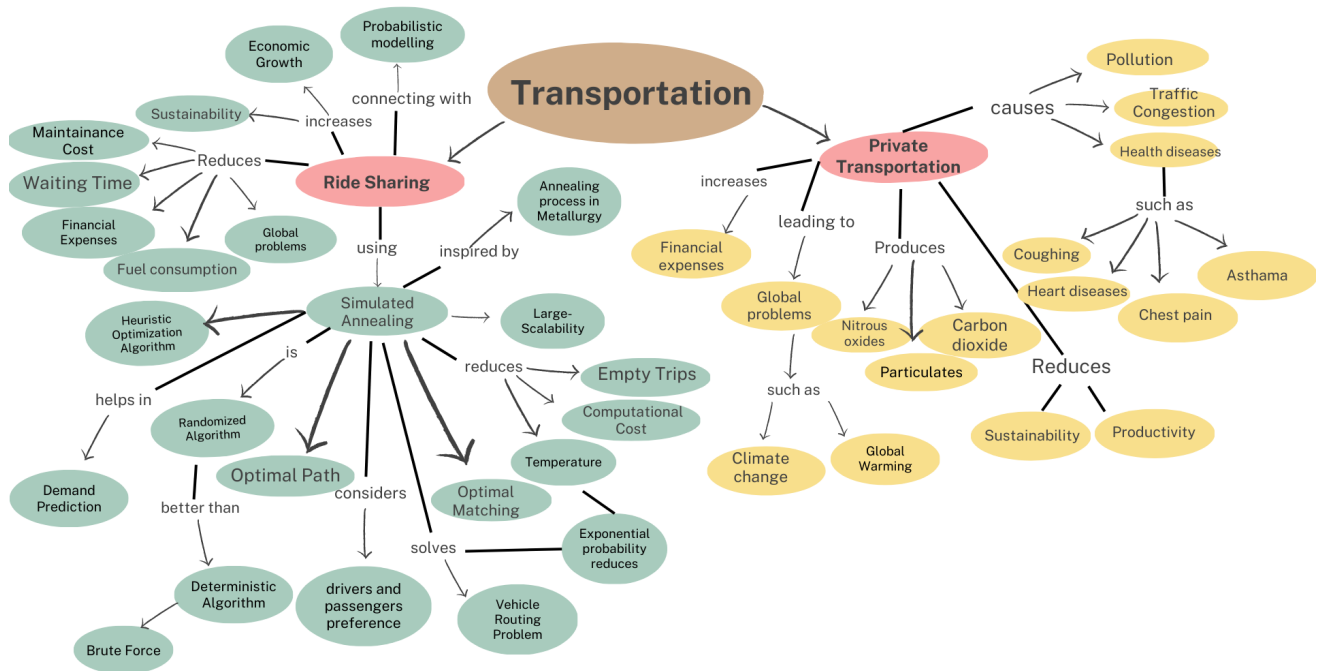 Transportation
Probabilistic
modelling
Economic
Growth
connecting with
Sustainability
increases
Maintainance
Cost
Reduces
Waiting Time
Ride Sharing
Financial
Expenses
Global
problems
Fuel consumption
using
inspired by
Annealing
process in
Metallurgy
Simulated
Annealing
Large-
Scalability
Heuristic
Optimization
Algorithm
is
reduces
Empty Trips
helps in
Computational
Cost
Randomized
Algorithm
Temperature
Optimal Path
Demand
Prediction
considers
Optimal
Matching
better than
solves
Exponential
probability
reduces
Deterministic
Algorithm
drivers and
passengers
preference
Vehicle
Routing
Problem
Brute Force
Private
Transportation
causes
Pollution
Traffic
Congestion
Health diseases
such as
Coughing
Heart diseases
Chest pain
Asthama
increases
Financial
expenses
leading to
Global
problems
Produces
Nitrous
oxides
Particulates
Carbon
dioxide
such as
Climate
change
Global
Warming
Reduces
Sustainability
Productivity